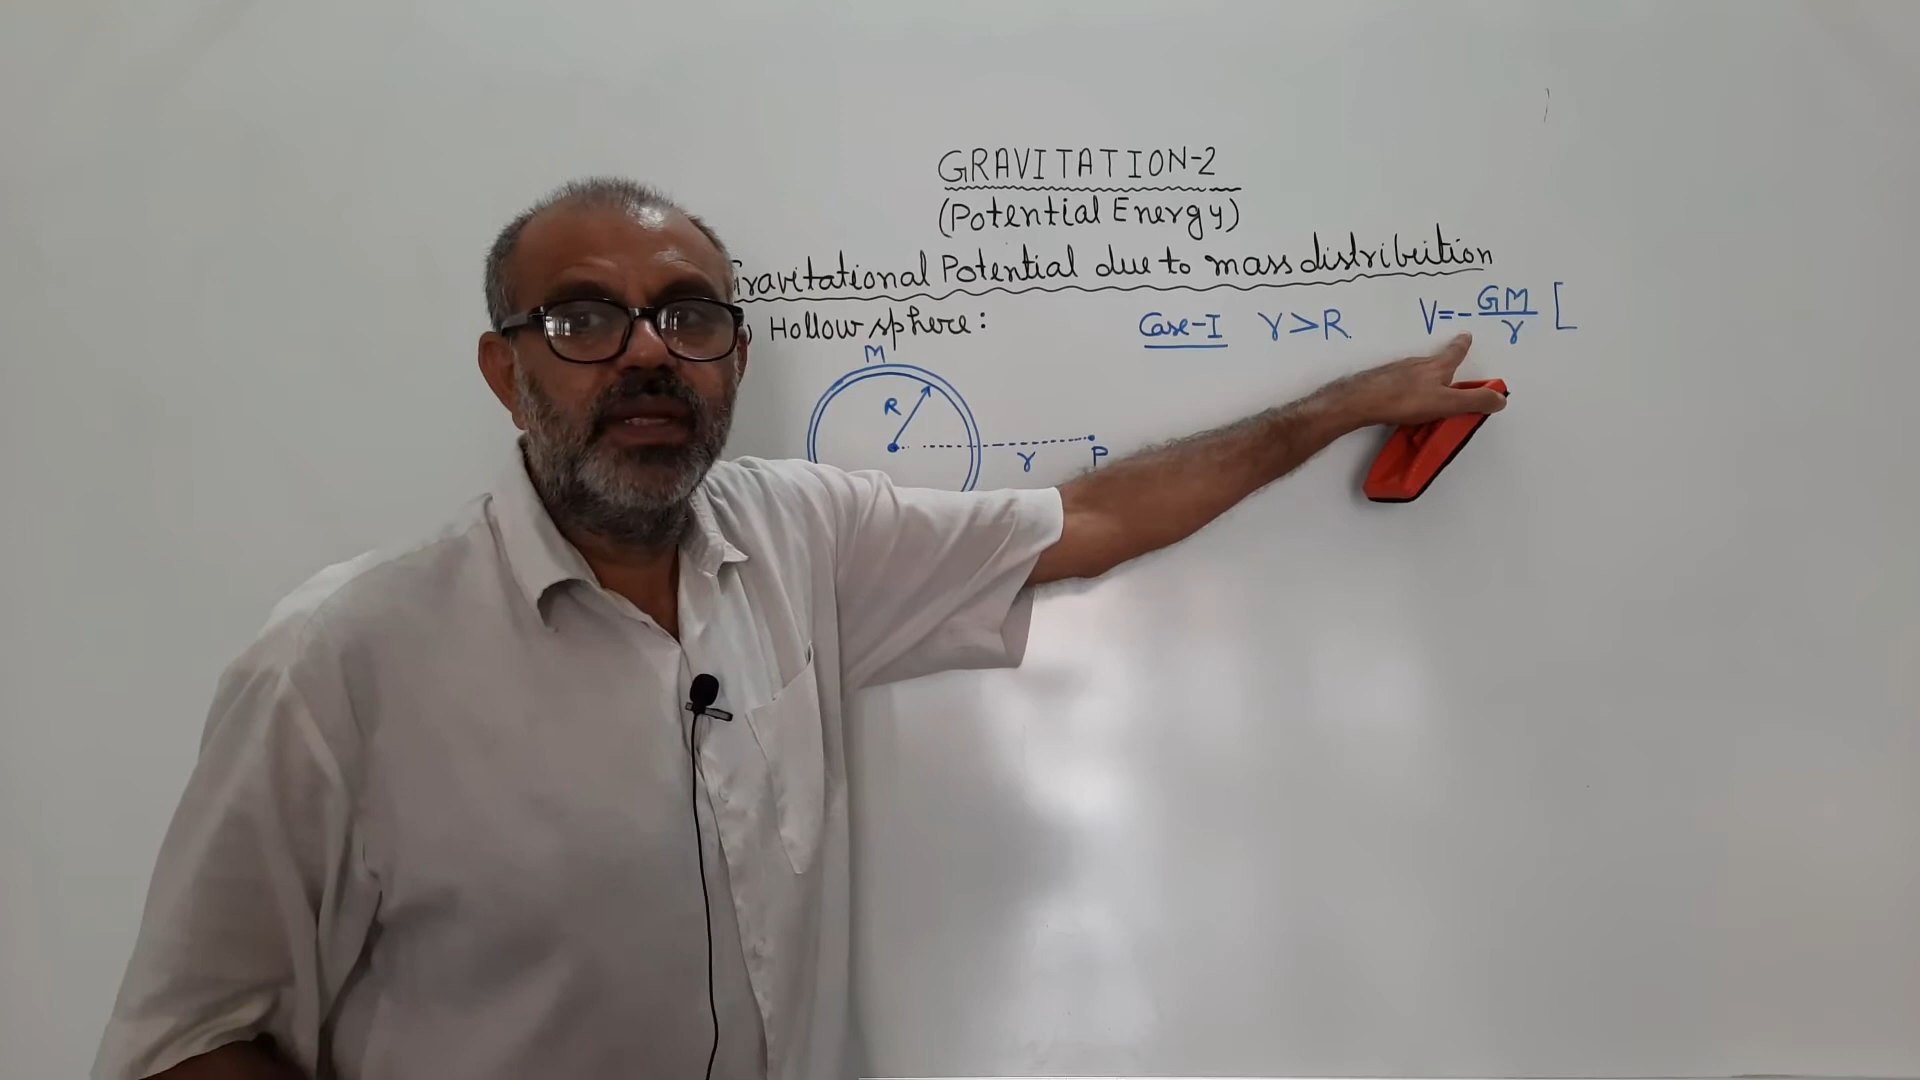 GRAVITATION-2
(Potential Energy)
Gravitational Potential due to mass distribution
) Hollow sphere:
Case-I r>R V=-GM/r [
M
R
r
P